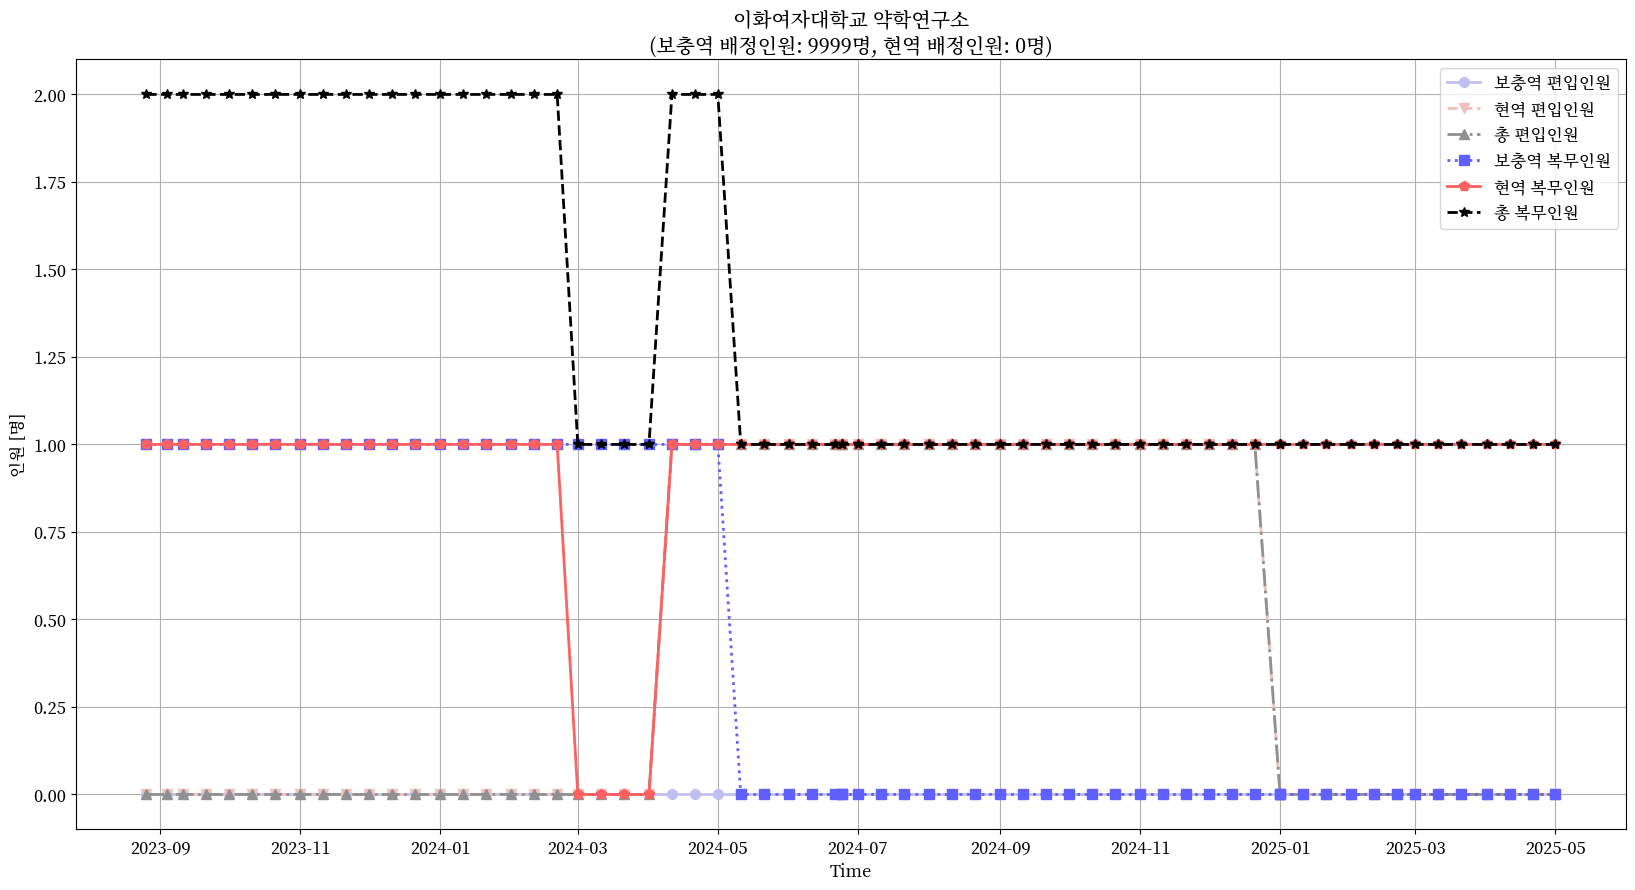 이화여자대학교 약학연구소
(보충역 배정인원: 9999명, 현역 배정인원: 0명)
보충역 편입인원
현역 편입인원
총 편입인원
보충역 복무인원
현역 복무인원
총 복무인원
인원 [명]
2.00
1.75
1.50
1.25
1.00
0.75
0.50
0.25
0.00
2023-09 2023-11 2024-01 2024-03 2024-05 2024-07 2024-09 2024-11 2025-01 2025-03 2025-05
Time